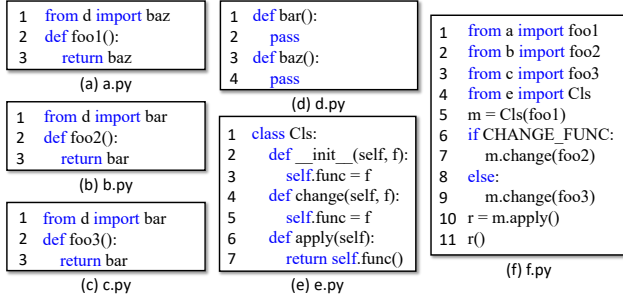 1 from d import baz
2 def foo1():
3 return baz
(a) a.py
1 from d import bar
2 def foo2():
3 return bar
(b) b.py
1 from d import bar
2 def foo3():
3 return bar
(c) c.py
1 def bar():
2 pass
3 def baz():
4 pass
(d) d.py
1 class Cls:
2 def __init__(self, f):
3 self.func = f
4 def change(self, f):
5 self.func = f
6 def apply(self):
7 return self.func()
(e) e.py
1 from a import foo1
2 from b import foo2
3 from c import foo3
4 from e import Cls
5 m = Cls(foo1)
6 if CHANGE_FUNC:
7 m.change(foo2)
8 else:
9 m.change(foo3)
10 r = m.apply()
11 r()
(f) f.py